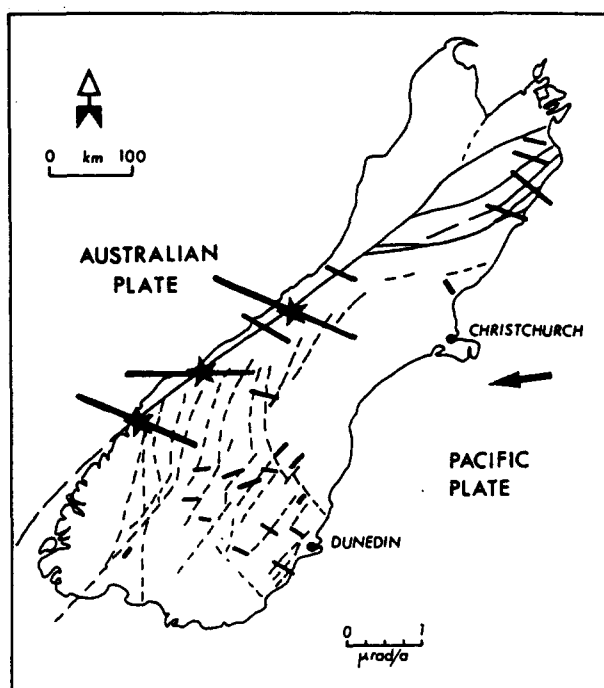 0 km 100
AUSTRALIAN
PLATE
CHRISTCHURCH
PACIFIC
PLATE
DUNEDIN
0 1
μrad/a